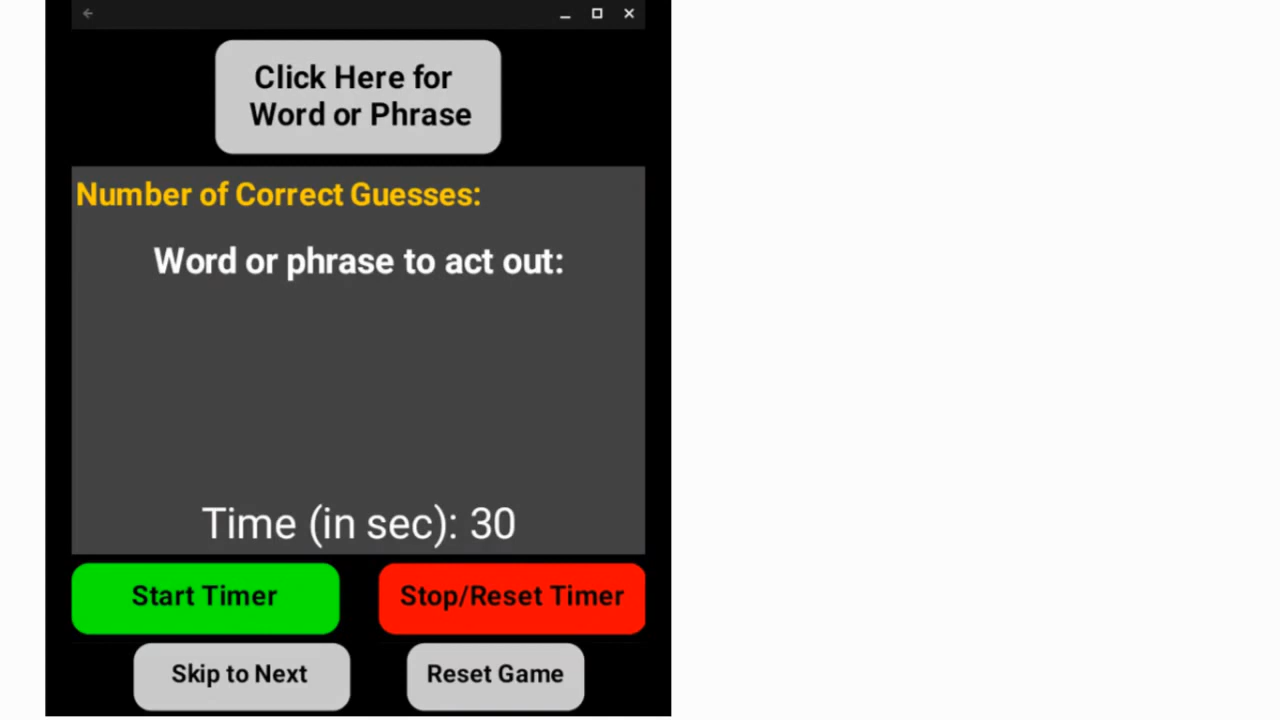 Click Here for
Word or Phrase
Number of Correct Guesses:
Word or phrase to act out:
Time (in sec): 30
Start Timer
Stop/Reset Timer
Skip to Next
Reset Game